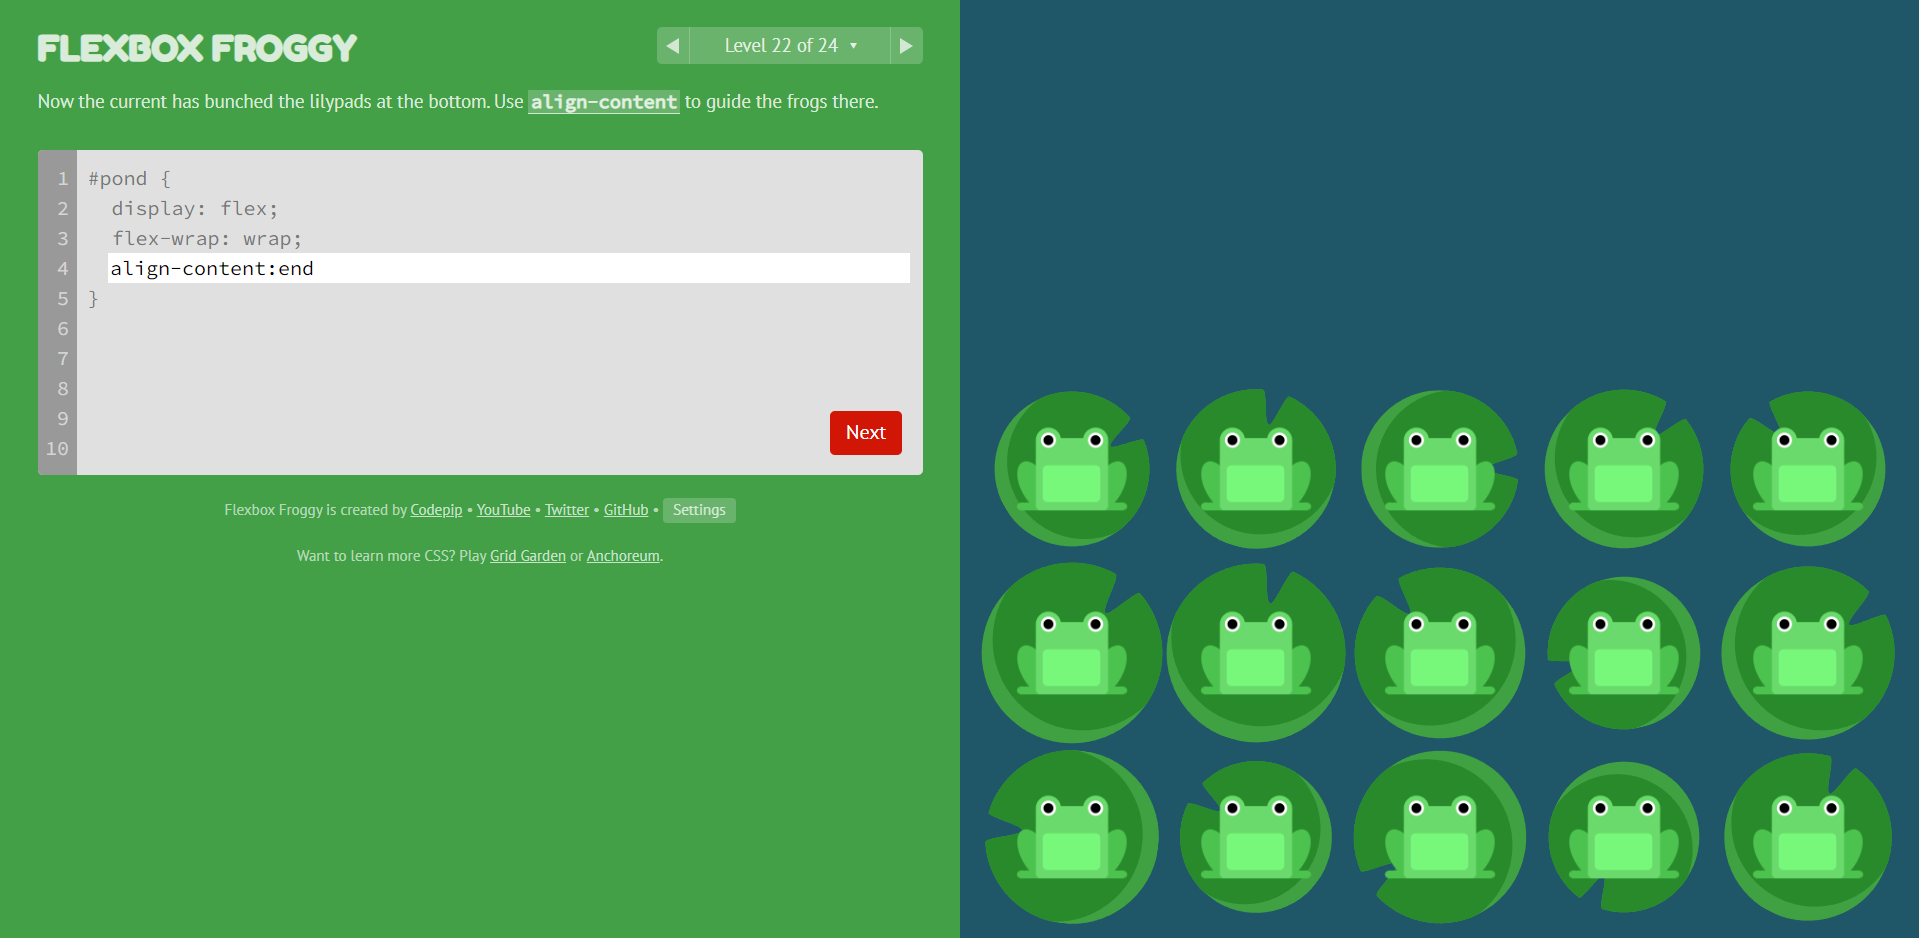 FLEXBOX FROGGY
Level 22 of 24
Now the current has bunched the lilypads at the bottom. Use align-content to guide the frogs there.
1 #pond {
2 display: flex;
3 flex-wrap: wrap;
4 align-content:end
5 }
6
7
8
9
10
Next
Flexbox Froggy is created by Codepip • YouTube • Twitter • GitHub • Settings
Want to learn more CSS? Play Grid Garden or Anchoreum.